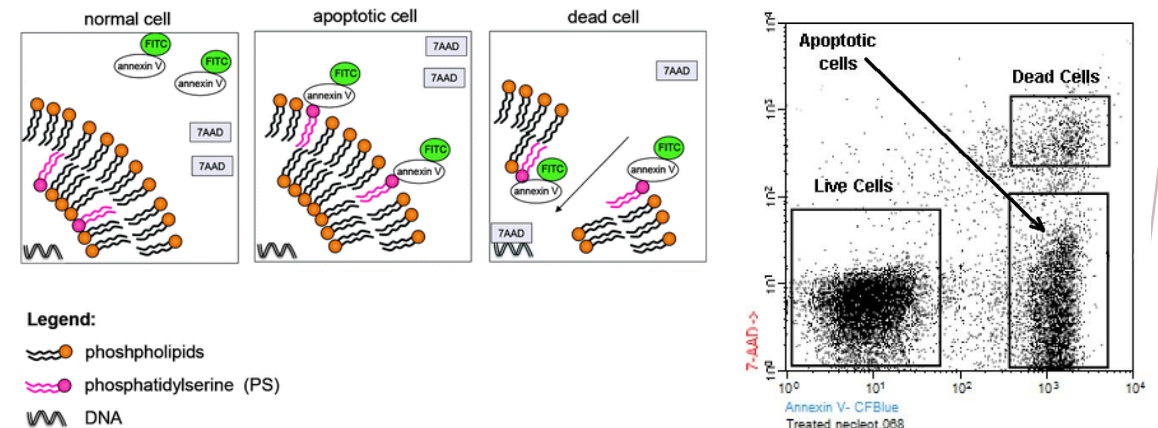 normal cell
apoptotic cell
dead cell
FITC
annexin V
FITC
annexin V
7AAD
7AAD
7AAD
7AAD
FITC
annexin V
FITC
annexin V
7AAD
FITC
annexin V
FITC
annexin V
7AAD
Legend:
phoshpholipids
phosphatidylserine (PS)
DNA
Apoptotic
cells
Dead Cells
Live Cells
10⁴
10³
10²
10¹
10⁰
7-AAD ->
10⁰ 10¹ 10² 10³ 10⁴
Annexin V- CFBlue
Treated necleot.068